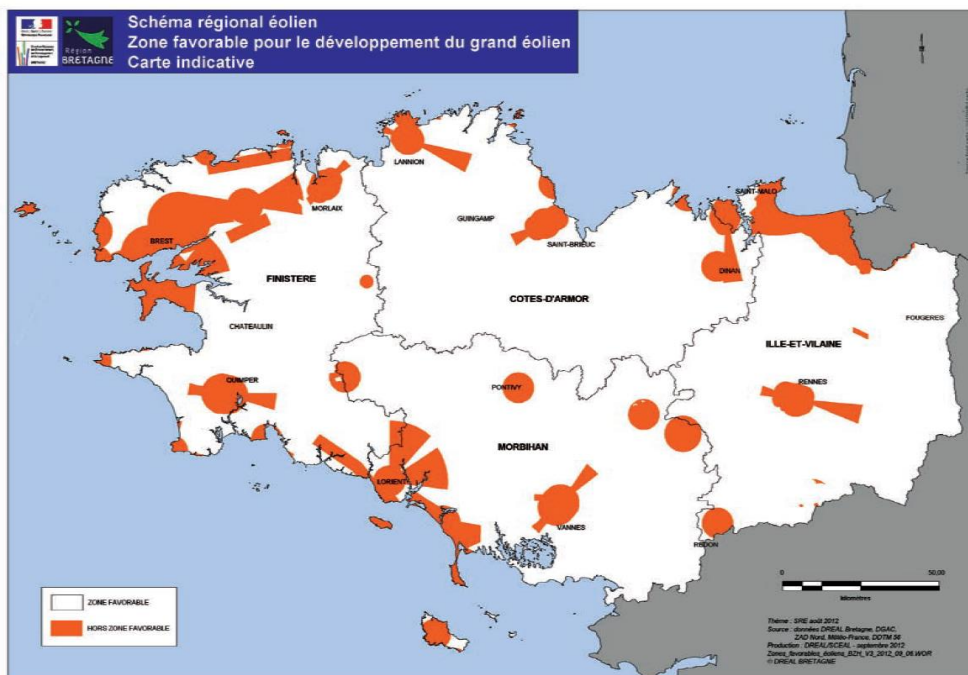 Schéma régional éolien
Zone favorable pour le développement du grand éolien
Carte indicative
Région
BRETAGNE
LANNION
MORLAIX
SAINT-MALO
GUINGAMP
SAINT-BRIEUC
BREST
DINAN
FINISTERE
COTES-D'ARMOR
CHATEAULIN
FOUGERES
ILLE-ET-VILAINE
QUIMPER
PONTIVY
RENNES
MORBIHAN
LORIENT
VANNES
REDON
0 50,00
kilomètres
ZONE FAVORABLE
HORS ZONE FAVORABLE
Thème : SRE août 2012
Source : données DREAL Bretagne, DGAC,
ZAD Nord, Météo-France, DDTM 56
Production : DREAL/SCEAL - septembre 2012
Zones_favorables_éoliens_BZH_V3_2012_09_06.WOR
© DREAL BRETAGNE